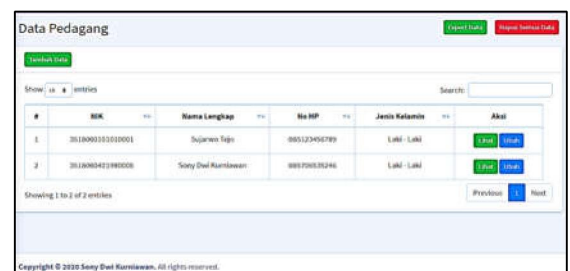 Data Pedagang
Export Data Hapus Semua Data
Tambah Data
Show 10 entries
Search:
# NIK Nama Lengkap No HP Jenis Kelamin Aksi
1 Sujarwo Tejo 085123456789 Laki - Laki Lihat Ubah
2 Sony Dwi Kurniawan Laki - Laki Lihat Ubah
Showing 1 to 2 of 2 entries
Previous 1 Next
Copyright © 2020 Sony Dwi Kurniawan. All rights reserved.